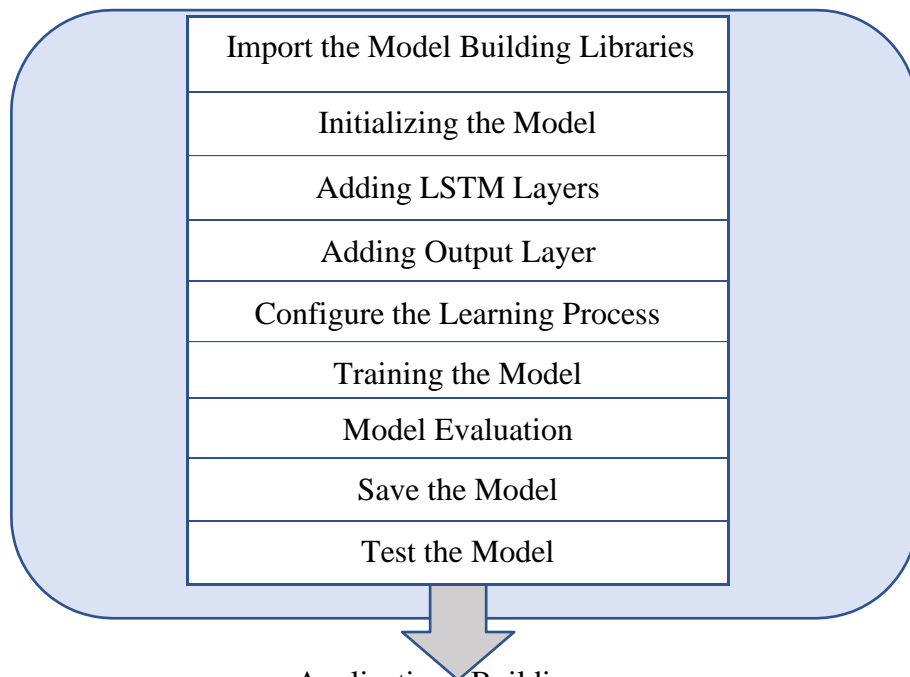 Import the Model Building Libraries
Initializing the Model
Adding LSTM Layers
Adding Output Layer
Configure the Learning Process
Training the Model
Model Evaluation
Save the Model
Test the Model